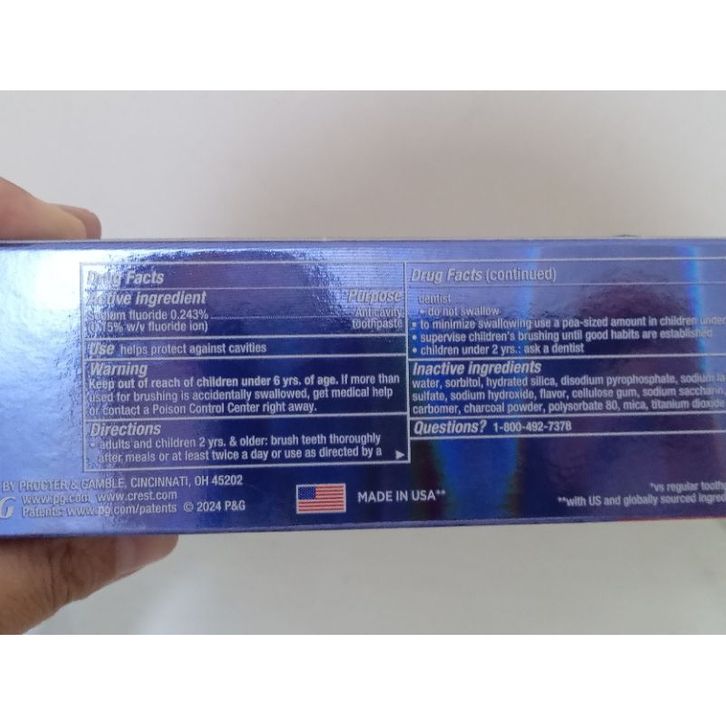 Drug Facts
Active ingredient Purpose
Sodium fluoride 0.243% Anticavity
(0.15% w/v fluoride ion) toothpaste
Use helps protect against cavities
Warning
Keep out of reach of children under 6 yrs. of age. If more than
used for brushing is accidentally swallowed, get medical help
or contact a Poison Control Center right away.
Directions
• adults and children 2 yrs. & older: brush teeth thoroughly
after meals or at least twice a day or use as directed by a
Drug Facts (continued)
dentist
• do not swallow
• to minimize swallowing use a pea-sized amount in children under
• supervise children's brushing until good habits are established
• children under 2 yrs.: ask a dentist
Inactive ingredients
water, sorbitol, hydrated silica, disodium pyrophosphate, sodium
sulfate, sodium hydroxide, flavor, cellulose gum, sodium saccharin,
carbomer, charcoal powder, polysorbate 80, mica, titanium dioxide
Questions? 1-800-492-7378
BY PROCTER & GAMBLE, CINCINNATI, OH 45202
G www.pg.com www.crest.com
Patents: www.pg.com/patents © 2024 P&G
MADE IN USA**
*vs regular
**with US and globally sourced